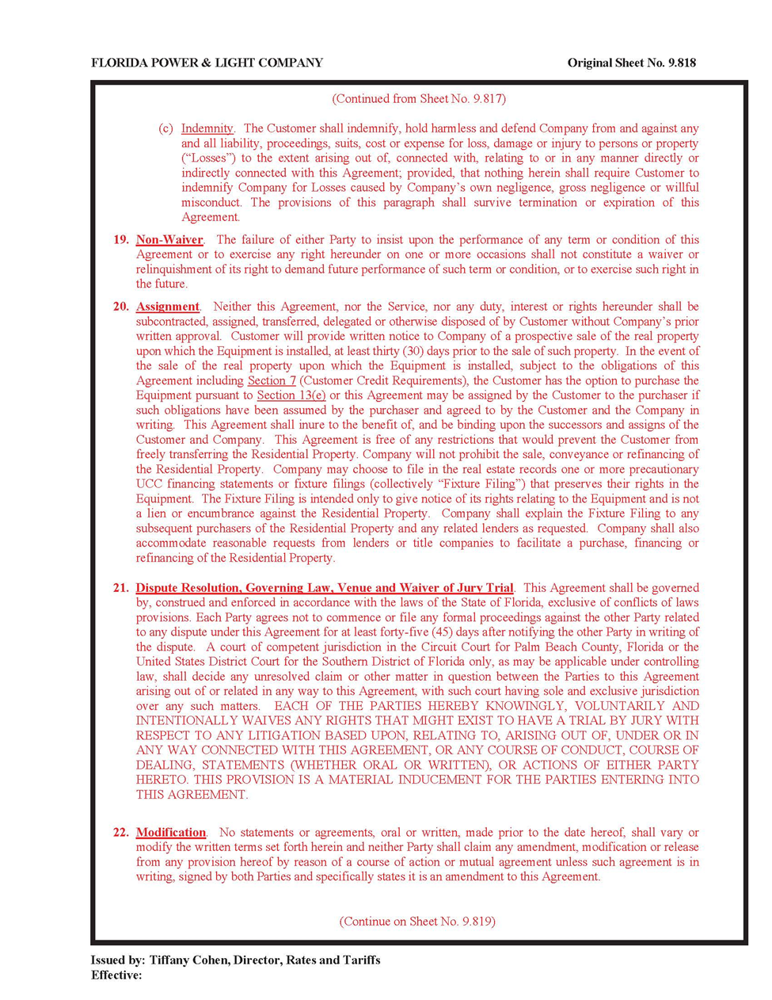 FLORIDA POWER & LIGHT COMPANY Original Sheet No. 9.818
(Continued from Sheet No. 9.817)
(c) Indemnity. The Customer shall indemnify, hold harmless and defend Company from and against any
and all liability, proceedings, suits, cost or expense for loss, damage or injury to persons or property
(“Losses”) to the extent arising out of, connected with, relating to or in any manner directly or
indirectly connected with this Agreement; provided, that nothing herein shall require Customer to
indemnify Company for Losses caused by Company’s own negligence, gross negligence or willful
misconduct. The provisions of this paragraph shall survive termination or expiration of this
Agreement.
19. Non-Waiver. The failure of either Party to insist upon the performance of any term or condition of this
Agreement or to exercise any right hereunder on one or more occasions shall not constitute a waiver or
relinquishment of its right to demand future performance of such term or condition, or to exercise such right in
the future.
20. Assignment. Neither this Agreement, nor the Service, nor any duty, interest or rights hereunder shall be
subcontracted, assigned, transferred, delegated or otherwise disposed of by Customer without Company’s prior
written approval. Customer will provide written notice to Company of a prospective sale of the real property
upon which the Equipment is installed, at least thirty (30) days prior to the sale of such property. In the event of
the sale of the real property upon which the Equipment is installed, subject to the obligations of this
Agreement including Section 7 (Customer Credit Requirements), the Customer has the option to purchase the
Equipment pursuant to Section 13(e) or this Agreement may be assigned by the Customer to the purchaser if
such obligations have been assumed by the purchaser and agreed to by the Customer and the Company in
writing. This Agreement shall inure to the benefit of, and be binding upon the successors and assigns of the
Customer and Company. This Agreement is free of any restrictions that would prevent the Customer from
freely transferring the Residential Property. Company will not prohibit the sale, conveyance or refinancing of
the Residential Property. Company may choose to file in the real estate records one or more precautionary
UCC financing statements or fixture filings (collectively “Fixture Filing”) that preserves their rights in the
Equipment. The Fixture Filing is intended only to give notice of its rights relating to the Equipment and is not
a lien or encumbrance against the Residential Property. Company shall explain the Fixture Filing to any
subsequent purchasers of the Residential Property and any related lenders as requested. Company shall also
accommodate reasonable requests from lenders or title companies to facilitate a purchase, financing or
refinancing of the Residential Property.
21. Dispute Resolution, Governing Law, Venue and Waiver of Jury Trial. This Agreement shall be governed
by, construed and enforced in accordance with the laws of the State of Florida, exclusive of conflicts of laws
provisions. Each Party agrees not to commence or file any formal proceedings against the other Party related
to any dispute under this Agreement for at least forty-five (45) days after notifying the other Party in writing of
the dispute. A court of competent jurisdiction in the Circuit Court for Palm Beach County, Florida or the
United States District Court for the Southern District of Florida only, as may be applicable under controlling
law, shall decide any unresolved claim or other matter in question between the Parties to this Agreement
arising out of or related in any way to this Agreement, with such court having sole and exclusive jurisdiction
over any such matters. EACH OF THE PARTIES HEREBY KNOWINGLY, VOLUNTARILY AND
INTENTIONALLY WAIVES ANY RIGHTS THAT MIGHT EXIST TO HAVE A TRIAL BY JURY WITH
RESPECT TO ANY LITIGATION BASED UPON, RELATING TO, ARISING OUT OF, UNDER OR IN
ANY WAY CONNECTED WITH THIS AGREEMENT, OR ANY COURSE OF CONDUCT, COURSE OF
DEALING, STATEMENTS (WHETHER ORAL OR WRITTEN), OR ACTIONS OF EITHER PARTY
HERETO. THIS PROVISION IS A MATERIAL INDUCEMENT FOR THE PARTIES ENTERING INTO
THIS AGREEMENT.
22. Modification. No statements or agreements, oral or written, made prior to the date hereof, shall vary or
modify the written terms set forth herein and neither Party shall claim any amendment, modification or release
from any provision hereof by reason of a course of action or mutual agreement unless such agreement is in
writing, signed by both Parties and specifically states it is an amendment to this Agreement.
(Continue on Sheet No. 9.819)
Issued by: Tiffany Cohen, Director, Rates and Tariffs
Effective: